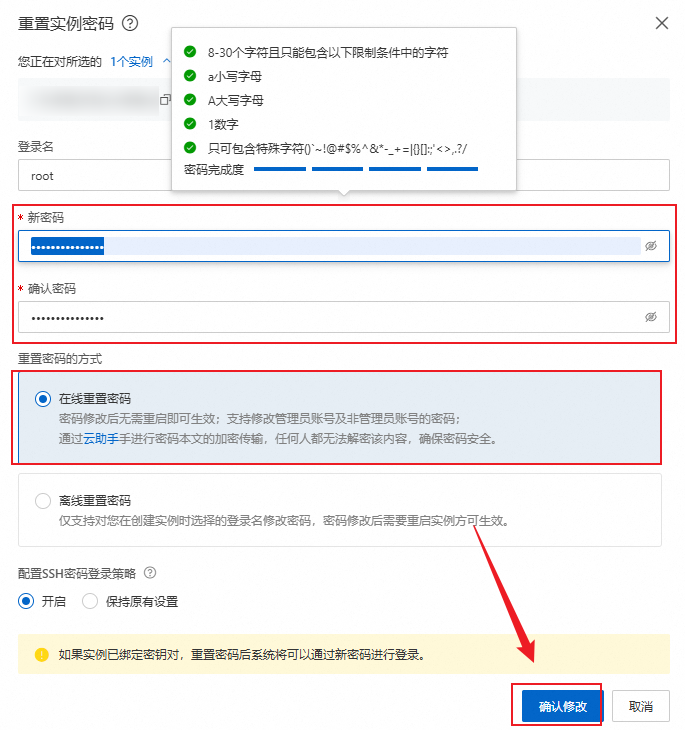 重置实例密码
您正在对所选的 1个实例
8-30个字符且只能包含以下限制条件中的字符
a小写字母
A大写字母
1数字
只可包含特殊字符()`~!@#$%^&*-_+=|{}[]:;'<>,.?/
密码完成度
登录名
root
* 新密码
* 确认密码
重置密码的方式
在线重置密码
密码修改后无需重启即可生效；支持修改管理员账号及非管理员账号的密码；
通过云助手手进行密码本文的加密传输，任何人都无法解密该内容，确保密码安全。
离线重置密码
仅支持对您在创建实例时选择的登录名修改密码，密码修改后需要重启实例方可生效。
配置SSH密码登录策略
开启 保持原有设置
如果实例已绑定密钥对，重置密码后系统将可以通过新密码进行登录。
确认修改 取消